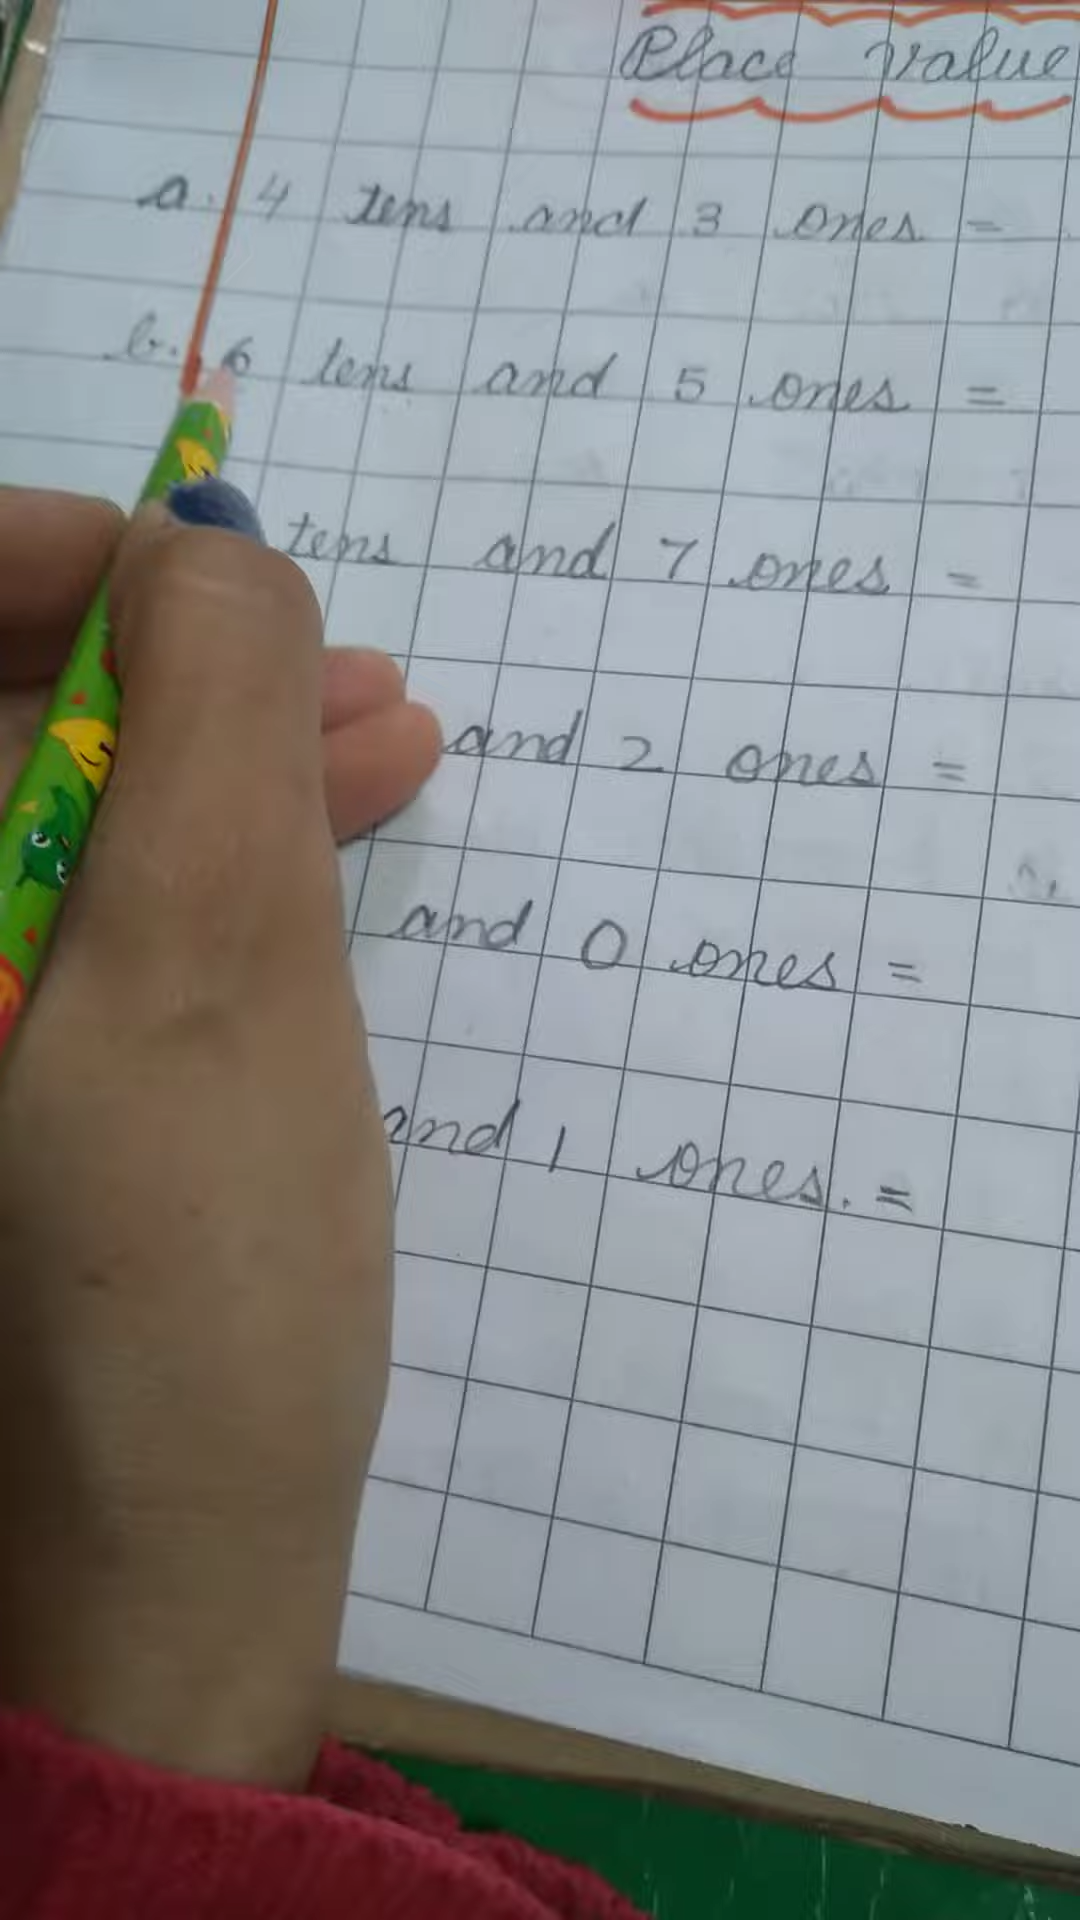 Place value
a. 4 tens and 3 ones =
b. 6 tens and 5 ones =
tens and 7 ones =
and 2 ones =
and 0 ones =
and 1 ones. =